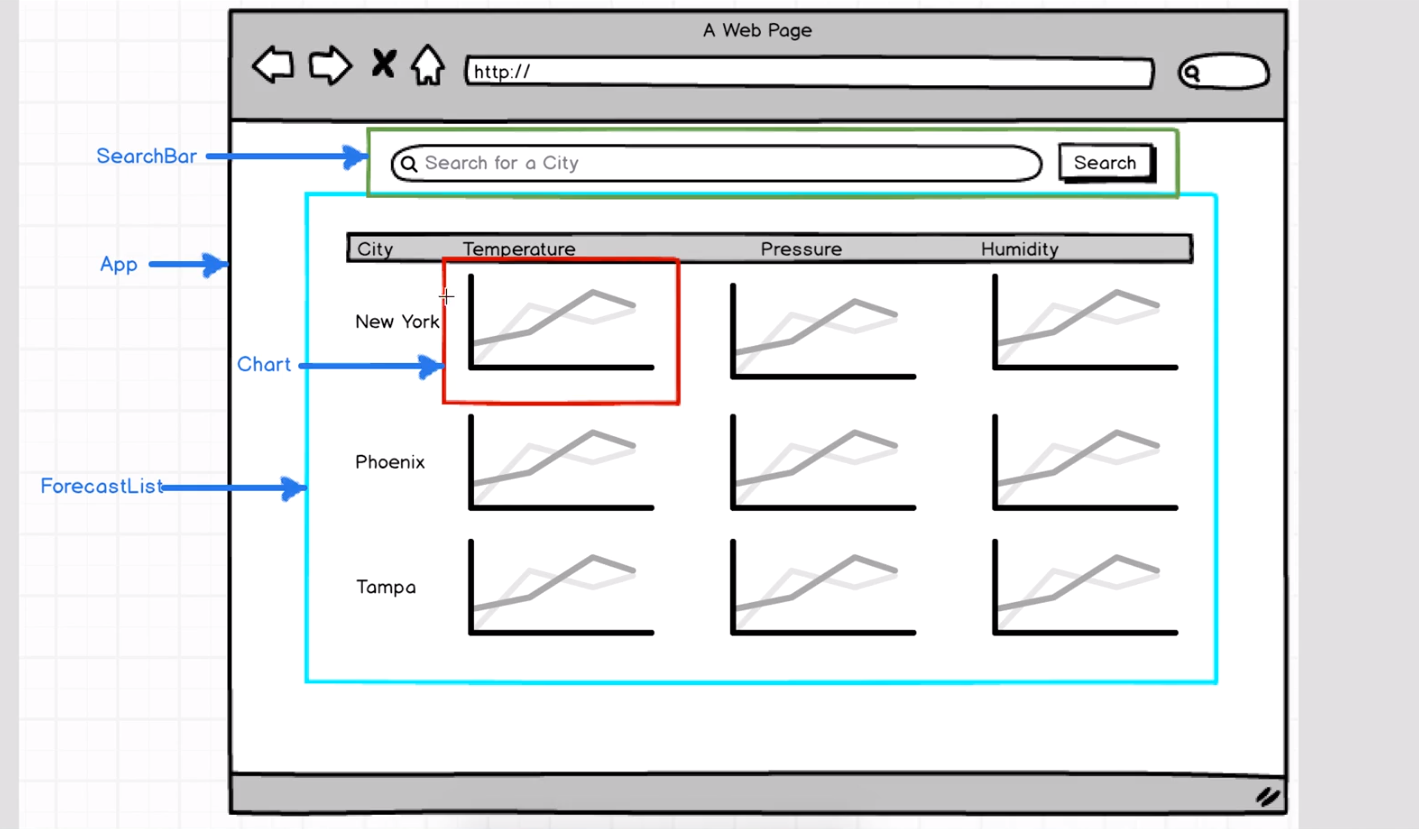 A Web Page
http://
SearchBar
Search for a City
Search
City Temperature Pressure Humidity
App
New York
Chart
Phoenix
ForecastList
Tampa